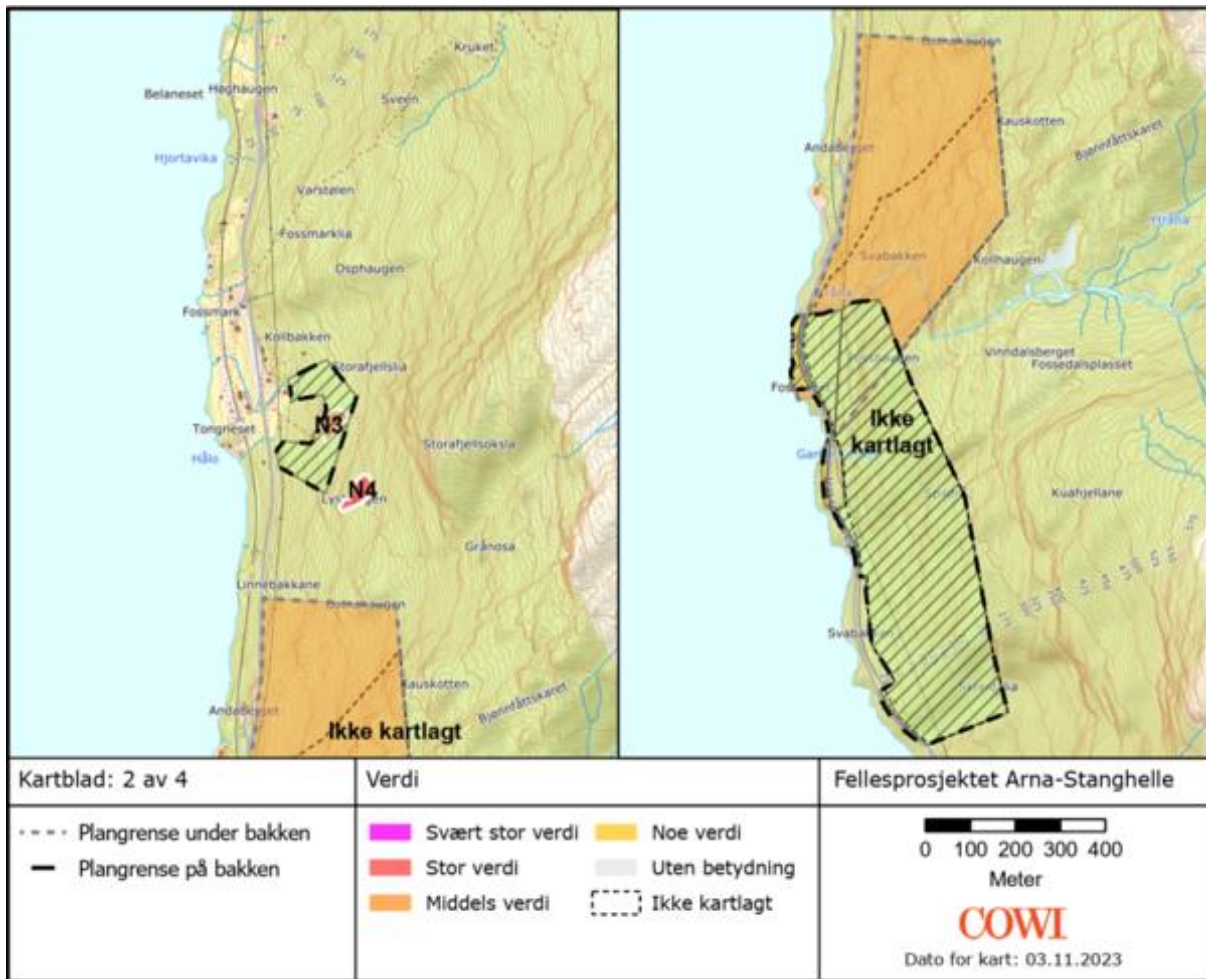 Kruket
Sveen
Belaneset
Høghaugen
Hjortavika
Varstølen
Fossmarklia
Osphaugen
Fossmark
Kollbakken
Storafjellslia
N3
Tongneset
Storafjellsoksla
Hålo
N4
Grånosa
Linnebakkane
Kauskotten
Bjønnfåttskaret
Ikke kartlagt
Kauskotten
Bjønnfåttskaret
Svabakken
Kollhaugen
Vinndalsberget
Fossedalsplasset
Ikke
kartlagt
Kuahjellane
Kartblad: 2 av 4
Plangrense under bakken
Plangrense på bakken
Verdi
Svært stor verdi
Stor verdi
Middels verdi
Noe verdi
Uten betydning
Ikke kartlagt
Fellesprosjektet Arna-Stanghelle
0 100 200 300 400
Meter
COWI
Dato for kart: 03.11.2023